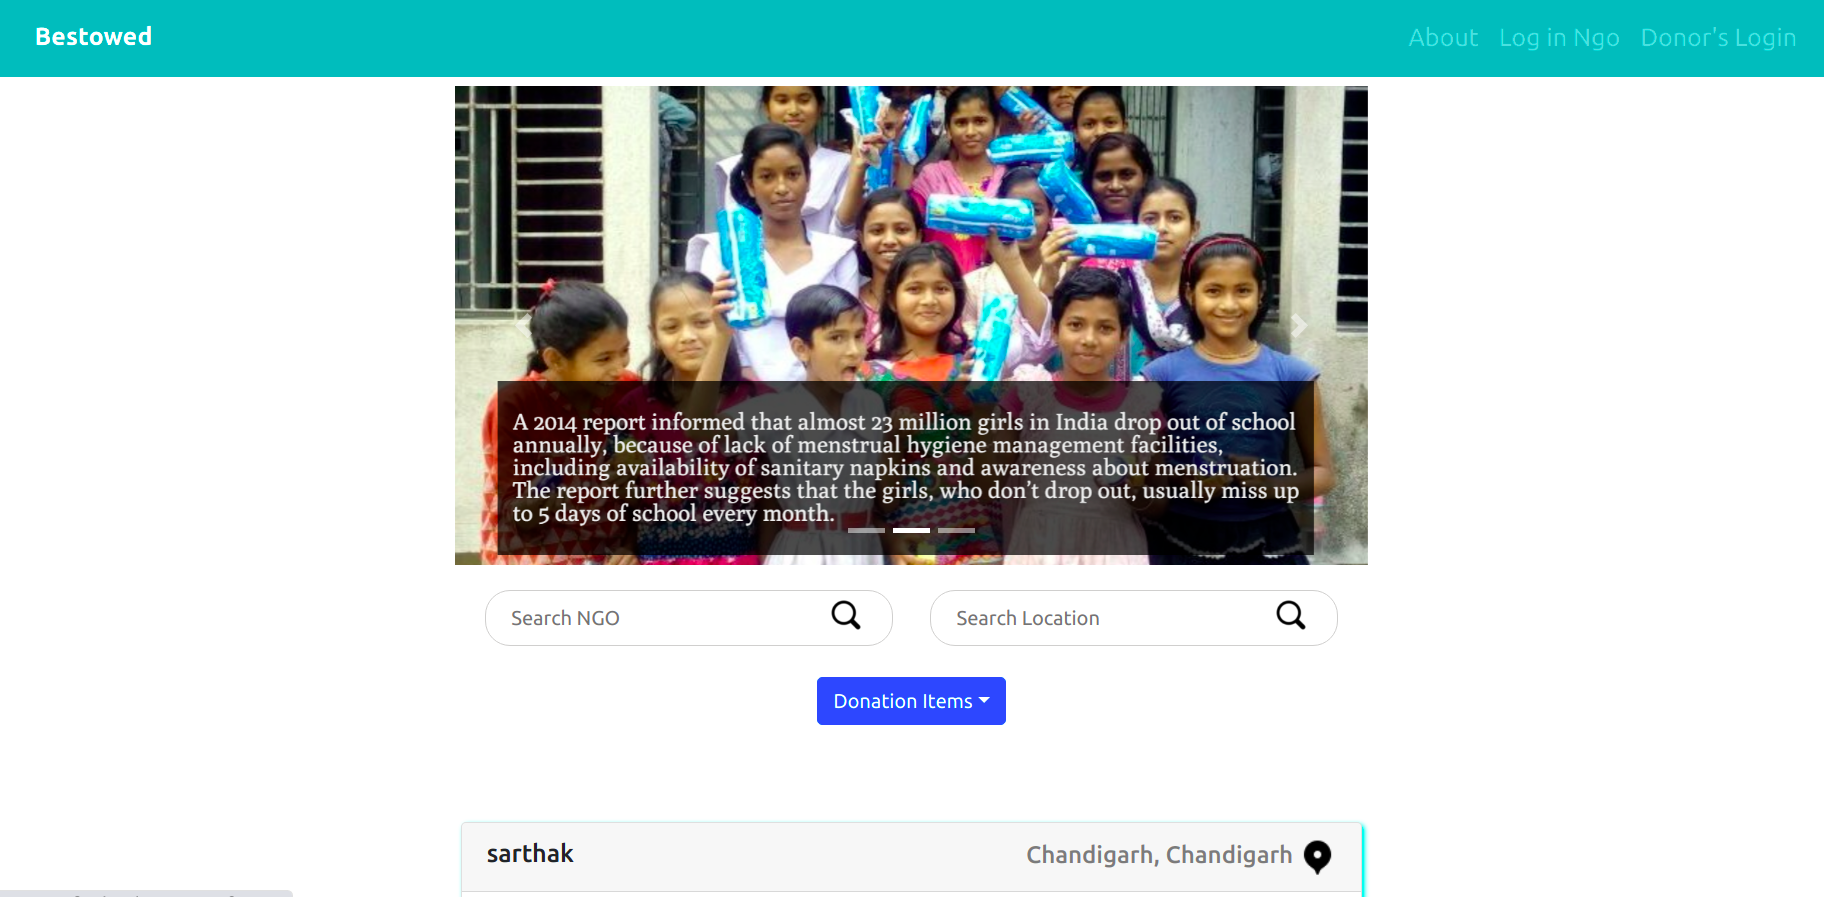 Bestowed
About Log in Ngo Donor's Login
A 2014 report informed that almost 23 million girls in India drop out of school
annually, because of lack of menstrual hygiene management facilities,
including availability of sanitary napkins and awareness about menstruation.
The report further suggests that the girls, who don’t drop out, usually miss up
to 5 days of school every month.
Search NGO
Search Location
Donation Items
sarthak
Chandigarh, Chandigarh